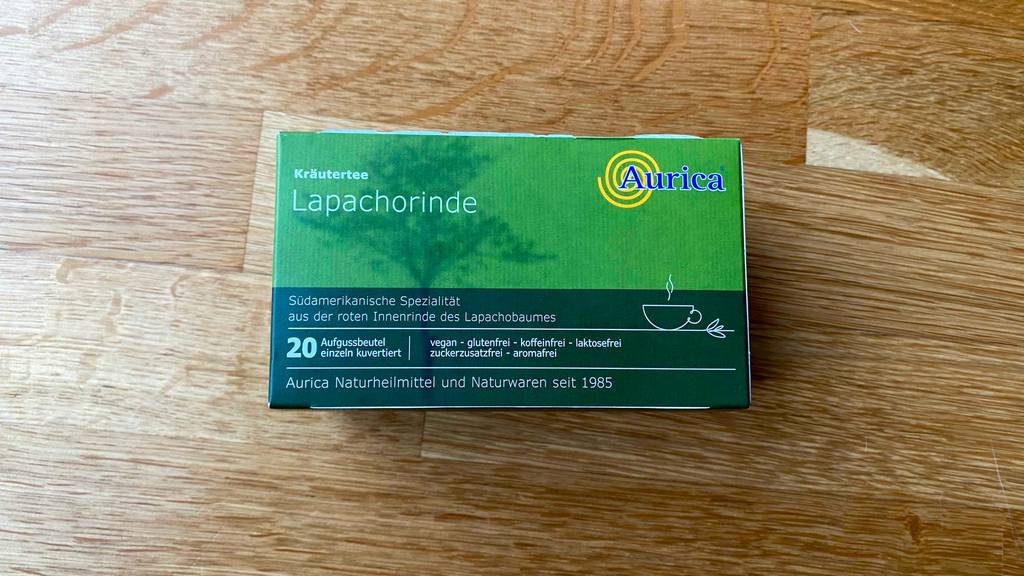 Kräutertee
Lapachorinde
Aurica
Südamerikanische Spezialität
aus der roten Innenrinde des Lapachobaumes
20 Aufgussbeutel
einzeln kuvertiert
vegan - glutenfrei - koffeinfrei - laktosefrei
zuckerzusatzfrei - aromafrei
Aurica Naturheilmittel und Naturwaren seit 1985